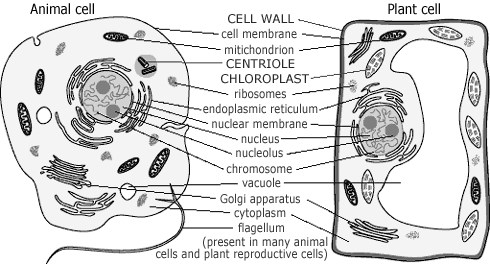 Animal cell
Plant cell
CELL WALL
cell membrane
mitichondrion
CENTRIOLE
CHLOROPLAST
ribosomes
endoplasmic reticulum
nuclear membrane
nucleus
nucleolus
chromosome
vacuole
Golgi apparatus
cytoplasm
flagellum
(present in many animal
cells and plant reproductive cells)